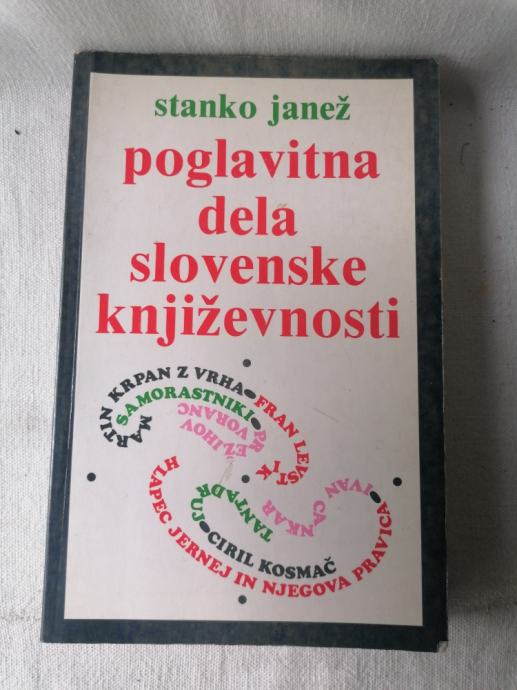 stanko janež
poglavitna
dela
slovenske
književnosti
MARTIN KRPAN Z VRHA • FRAN LEVSTIK
SAMORASTNIKI • PREŽIHOV VORANC
TANTADRUJ • CIRIL KOSMAČ
HLAPEC JERNEJ IN NJEGOVA PRAVICA • IVAN CANKAR